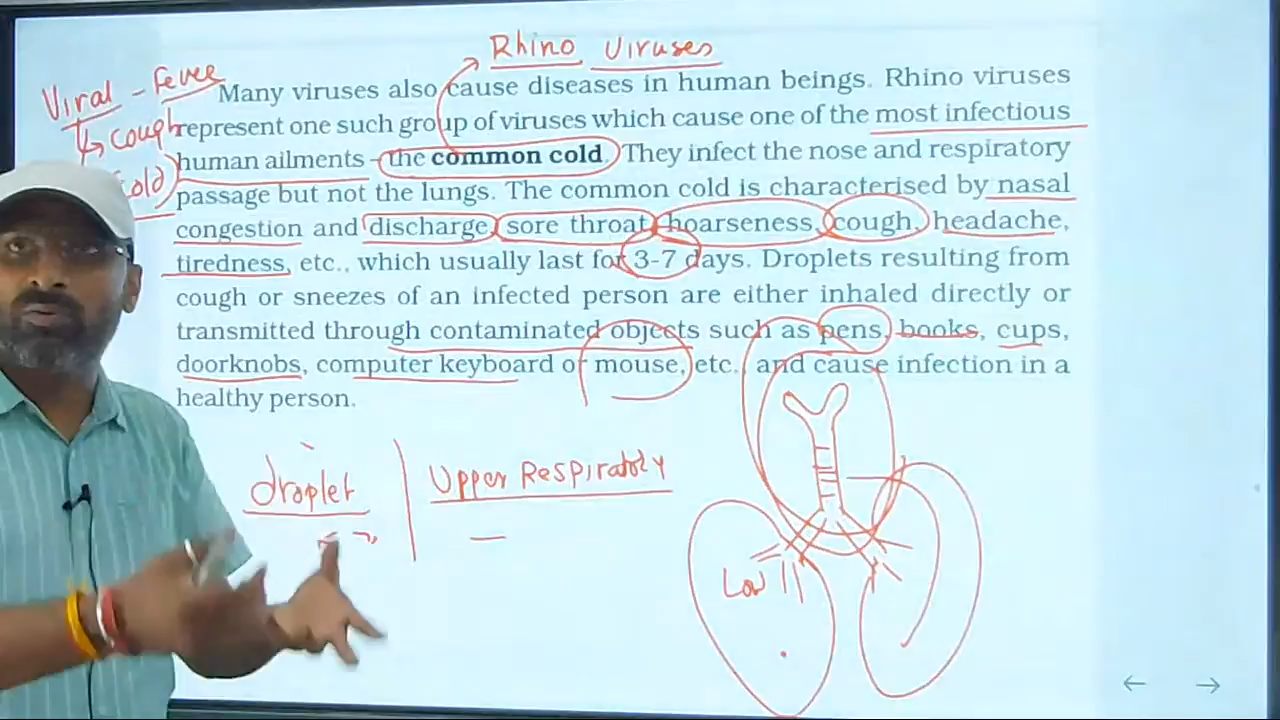 Rhino Viruses
Viral - Fever
Cough
Cold
Many viruses also cause diseases in human beings. Rhino viruses
represent one such group of viruses which cause one of the most infectious
human ailments – the common cold. They infect the nose and respiratory
passage but not the lungs. The common cold is characterised by nasal
congestion and discharge, sore throat, hoarseness, cough, headache,
tiredness, etc., which usually last for 3-7 days. Droplets resulting from
cough or sneezes of an infected person are either inhaled directly or
transmitted through contaminated objects such as pens, books, cups,
doorknobs, computer keyboard or mouse, etc., and cause infection in a
healthy person.
droplet
Upper Respiratory
Low